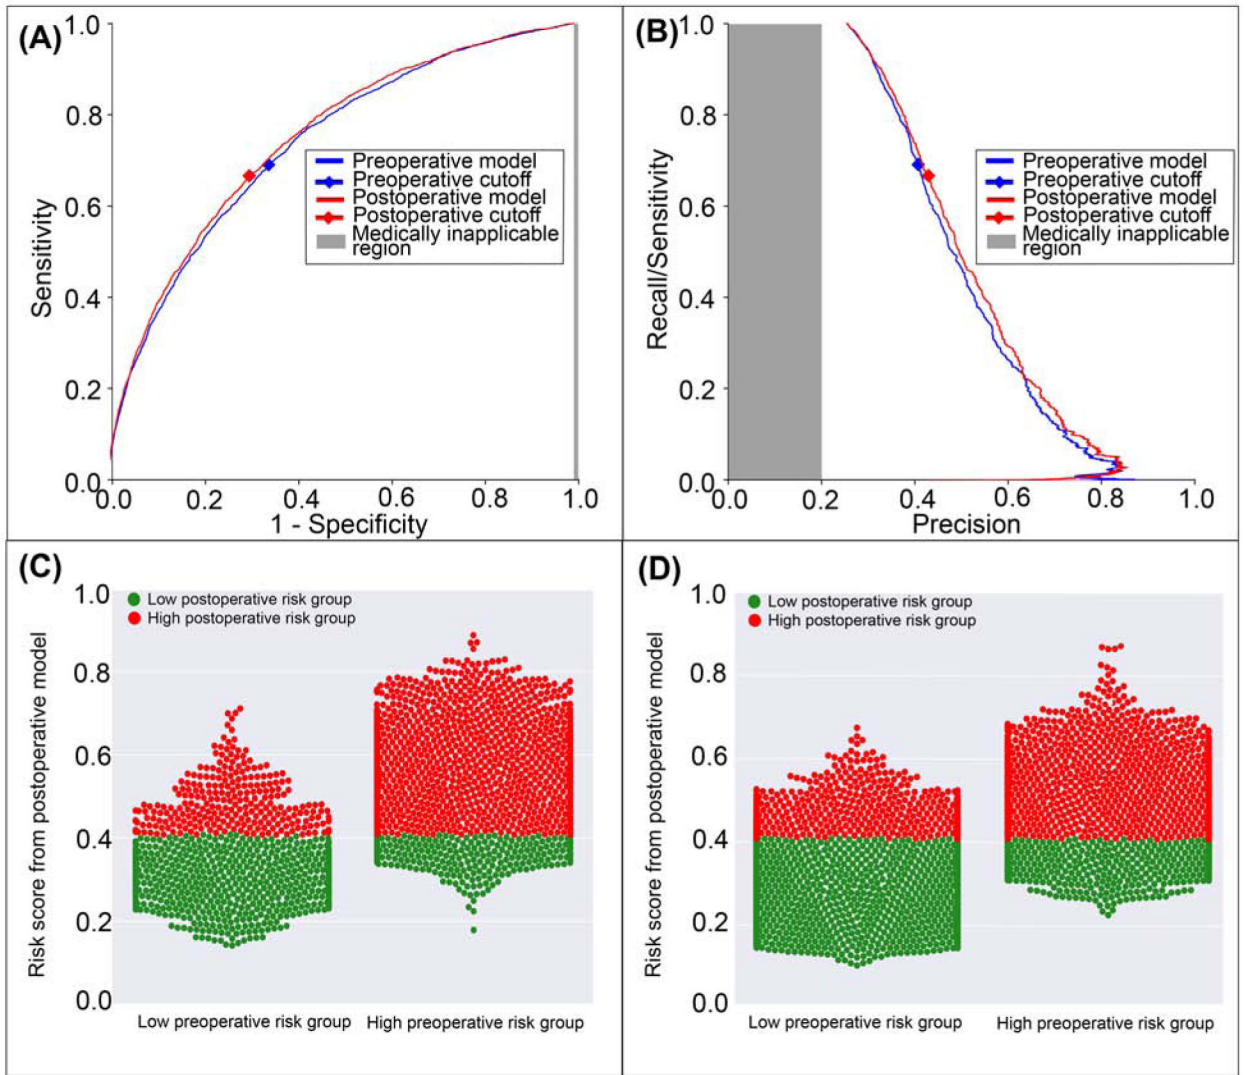 (A)
1.0
0.8
0.6
0.4
0.2
0.0
Sensitivity
Preoperative model
Preoperative cutoff
Postoperative model
Postoperative cutoff
Medically inapplicable
region
0.0 0.2 0.4 0.6 0.8 1.0
1 - Specificity
(B)
1.0
0.8
0.6
0.4
0.2
0.0
Recall/Sensitivity
Preoperative model
Preoperative cutoff
Postoperative model
Postoperative cutoff
Medically inapplicable
region
0.0 0.2 0.4 0.6 0.8 1.0
Precision
(C)
1.0
0.8
0.6
0.4
0.2
0.0
Risk score from postoperative model
Low postoperative risk group
High postoperative risk group
Low preoperative risk group High preoperative risk group
(D)
1.0
0.8
0.6
0.4
0.2
0.0
Risk score from postoperative model
Low postoperative risk group
High postoperative risk group
Low preoperative risk group High preoperative risk group